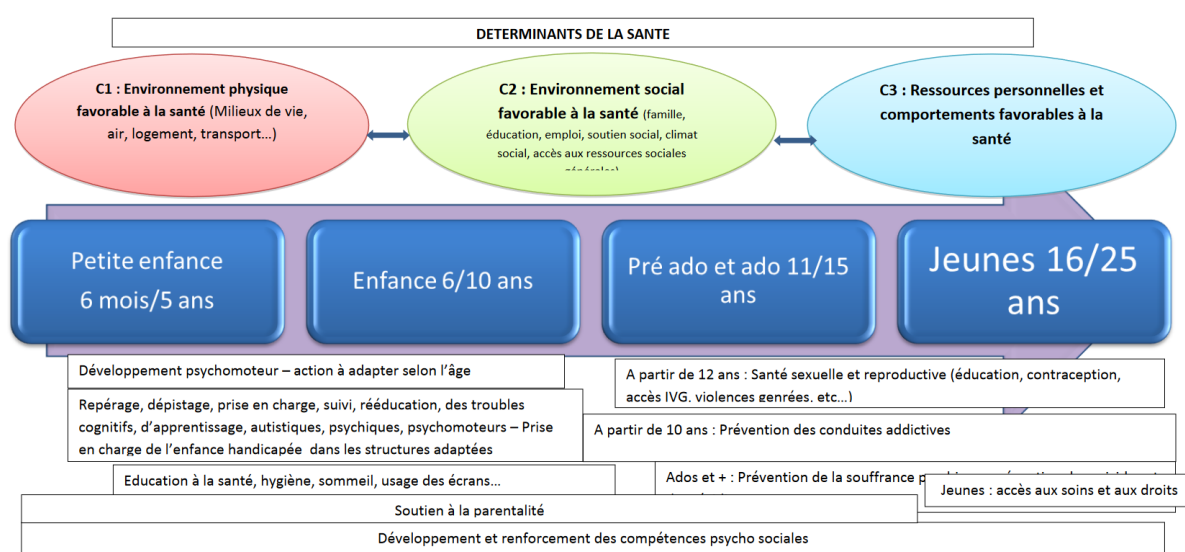 DETERMINANTS DE LA SANTE
C1 : Environnement physique
favorable à la santé (Milieux de vie,
air, logement, transport…)
C2 : Environnement social
favorable à la santé (famille,
éducation, emploi, soutien social, climat
social, accès aux ressources sociales
générales)
C3 : Ressources personnelles et
comportements favorables à la
santé
Petite enfance
6 mois/5 ans
Enfance 6/10 ans
Pré ado et ado 11/15
ans
Jeunes 16/25
ans
Développement psychomoteur – action à adapter selon l'âge
Repérage, dépistage, prise en charge, suivi, rééducation, des troubles
cognitifs, d'apprentissage, autistiques, psychiques, psychomoteurs – Prise
en charge de l'enfance handicapée dans les structures adaptées
Education à la santé, hygiène, sommeil, usage des écrans…
A partir de 12 ans : Santé sexuelle et reproductive (éducation, contraception,
accès IVG, violences genrées, etc…)
A partir de 10 ans : Prévention des conduites addictives
Ados et + : Prévention de la souffrance
Jeunes : accès aux soins et aux droits
Soutien à la parentalité
Développement et renforcement des compétences psycho sociales